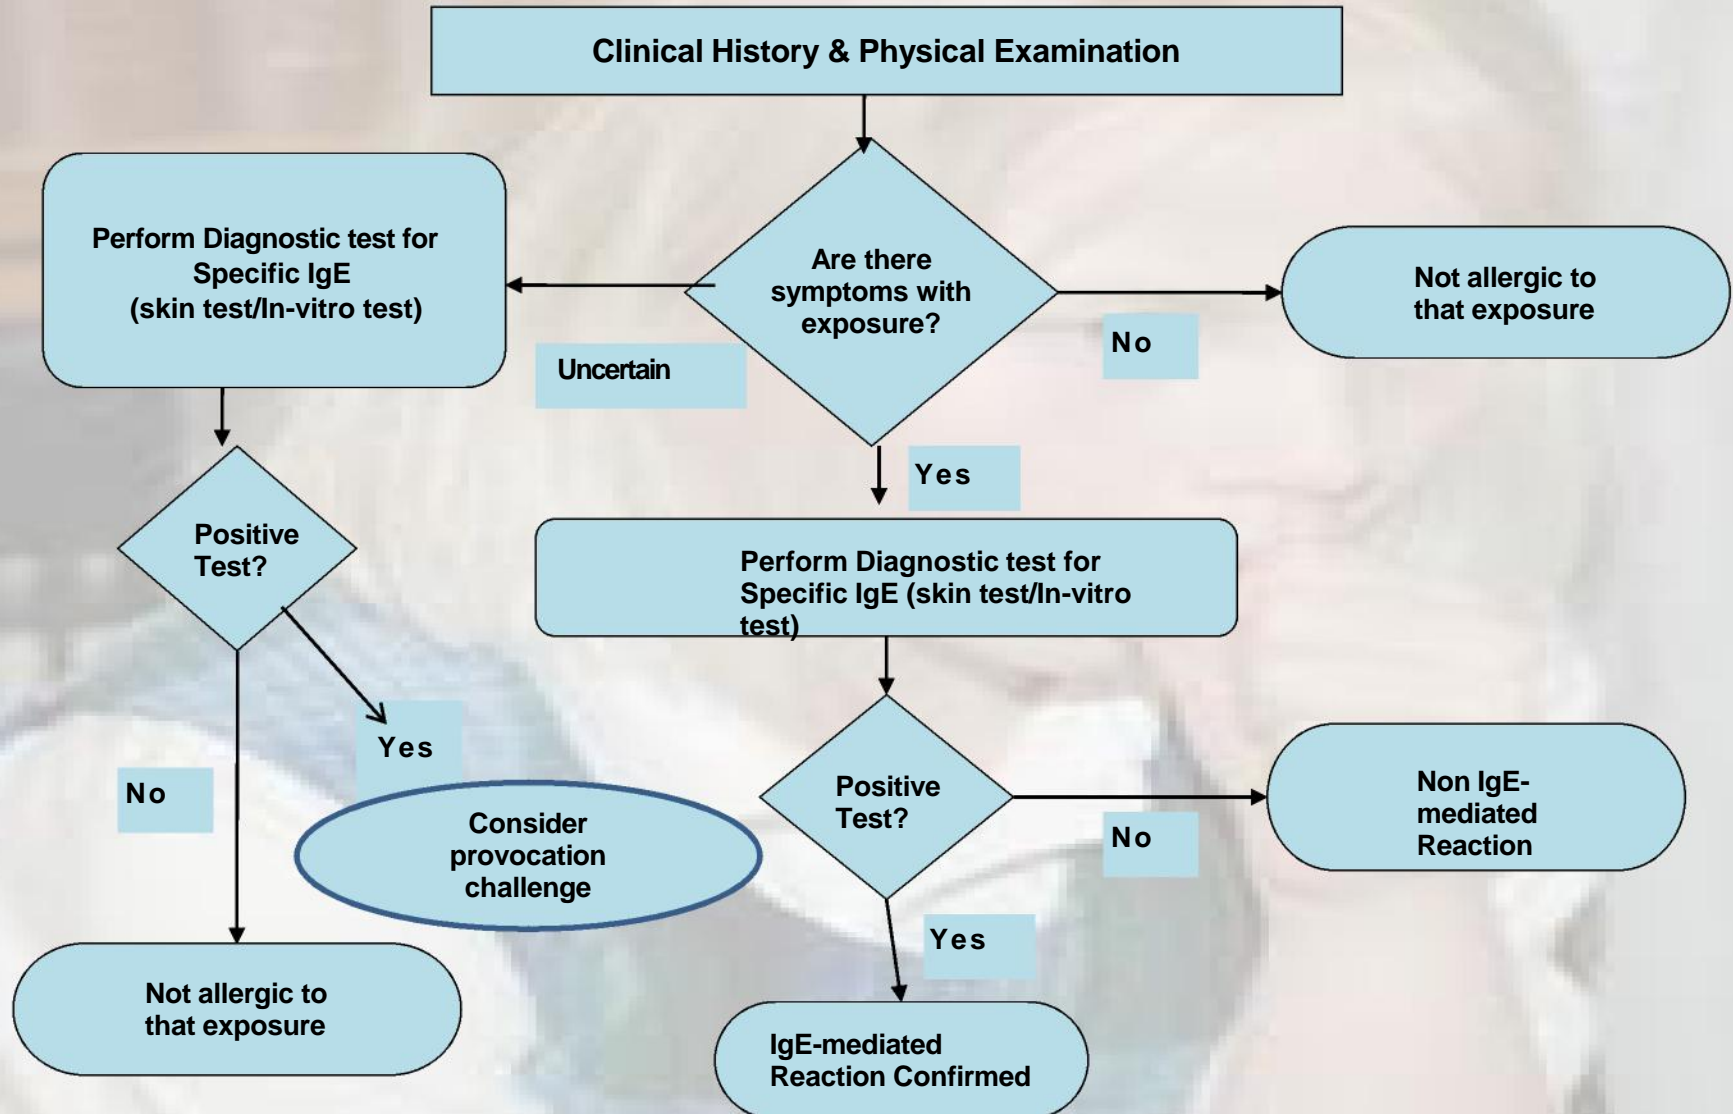 Clinical History & Physical Examination
Perform Diagnostic test for
Specific IgE
(skin test/In-vitro test)
Are there
symptoms with
exposure?
Not allergic to
that exposure
No
Uncertain
Yes
Positive
Test?
Perform Diagnostic test for
Specific IgE (skin test/In-vitro
test)
Yes
No
Consider
provocation
challenge
Positive
Test?
No
Non IgE-
mediated
Reaction
Yes
Not allergic to
that exposure
IgE-mediated
Reaction Confirmed